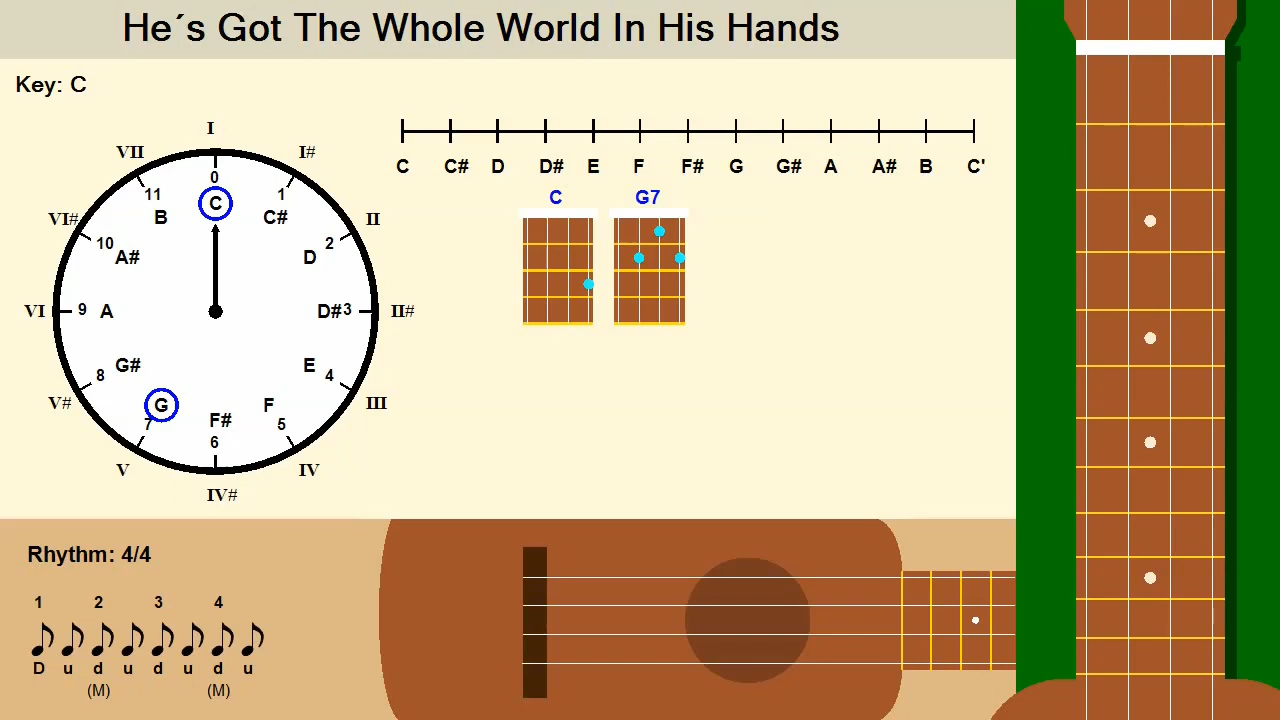 He´s Got The Whole World In His Hands
Key: C
I
VII I#
0
11 1
C
B C#
VI# II
10 2
A# D
C C# D D# E F F# G G# A A# B C'
C G7
VI 9 A D# 3 II#
G# E
8 4
V# III
G F
7 F# 5
6
V IV
IV#
Rhythm: 4/4
1 2 3 4
D u d u d u d u
(M) (M)